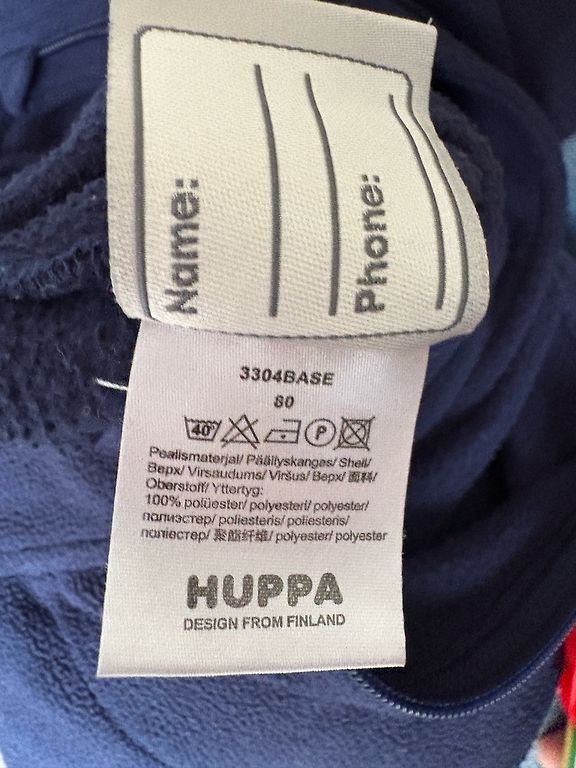 Name:
Phone:
3304BASE
80
40°
P
Pealismaterjal/ Päällyskangas/ Shell/
Верх/ Virsaudums/ Viršus/ Верх/ 面料/
Oberstoff/ Yttertyg:
100% polüester/ polyesteri/ polyester/
полиэстер/ poliesteris/ poliesteris/
поліестер/ 聚酯纤维/ polyester/ polyester
HUPPA
DESIGN FROM FINLAND